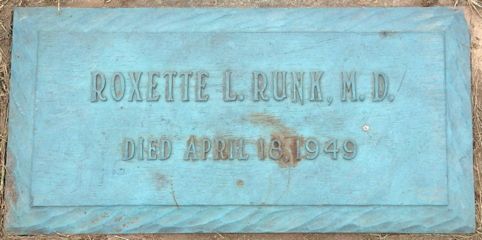 ROXETTE L. RUNK, M. D.
DIED APRIL 18, 1949